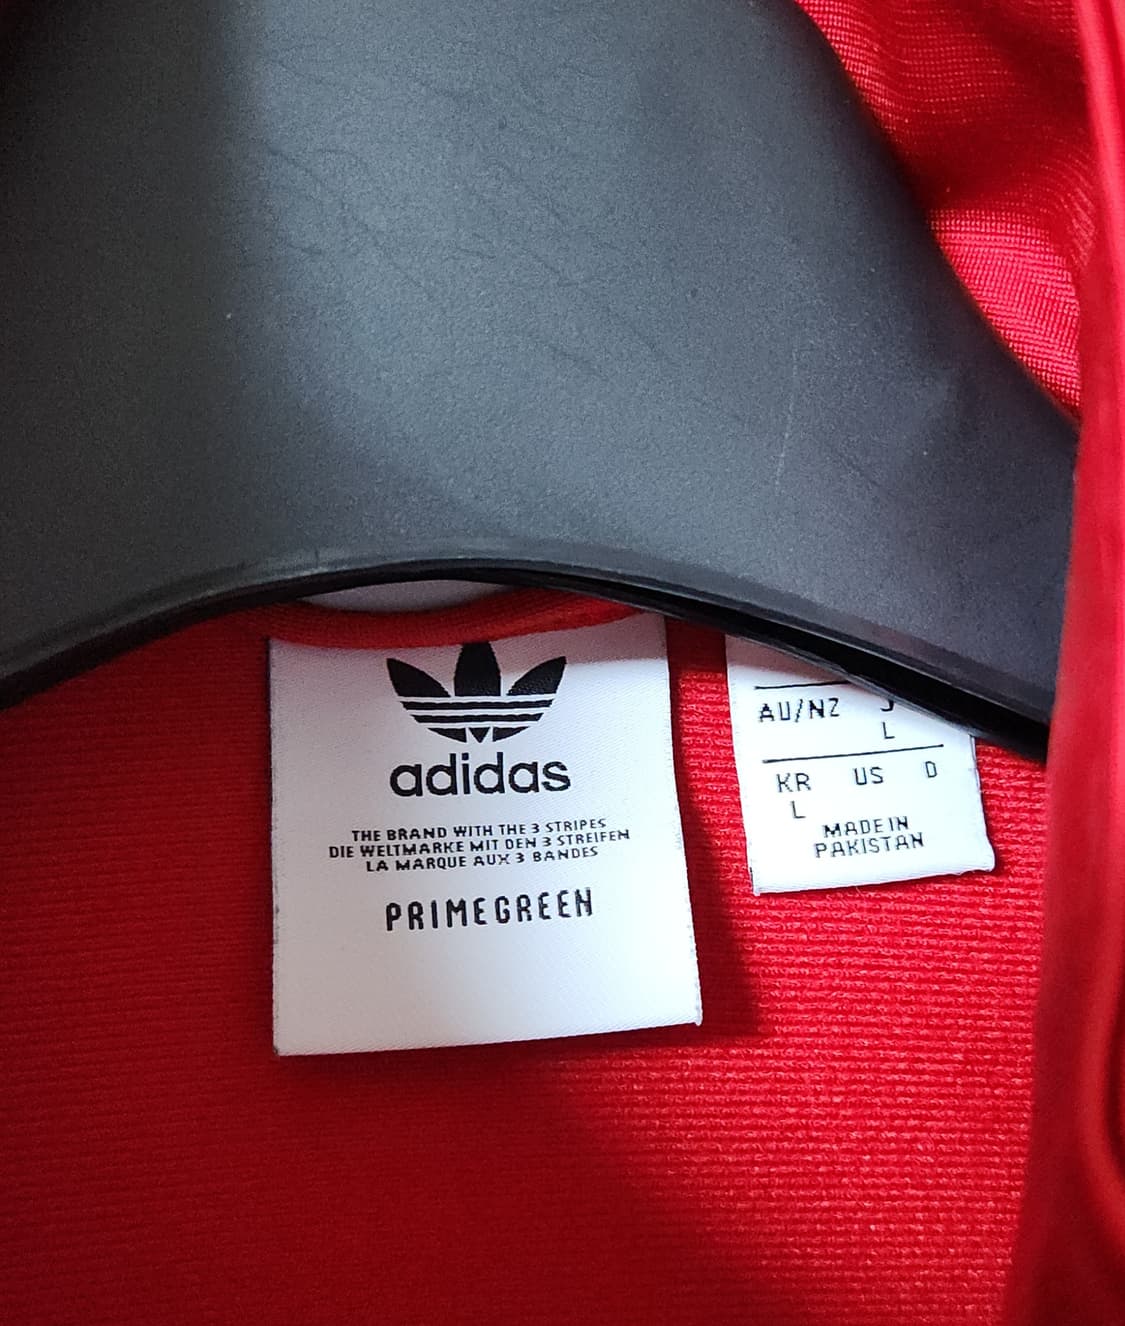 adidas
THE BRAND WITH THE 3 STRIPES
DIE WELTMARKE MIT DEN 3 STREIFEN
LA MARQUE AUX 3 BANDES
PRIMEGREEN
AU/NZ J
L
KR US D
L
MADE IN
PAKISTAN